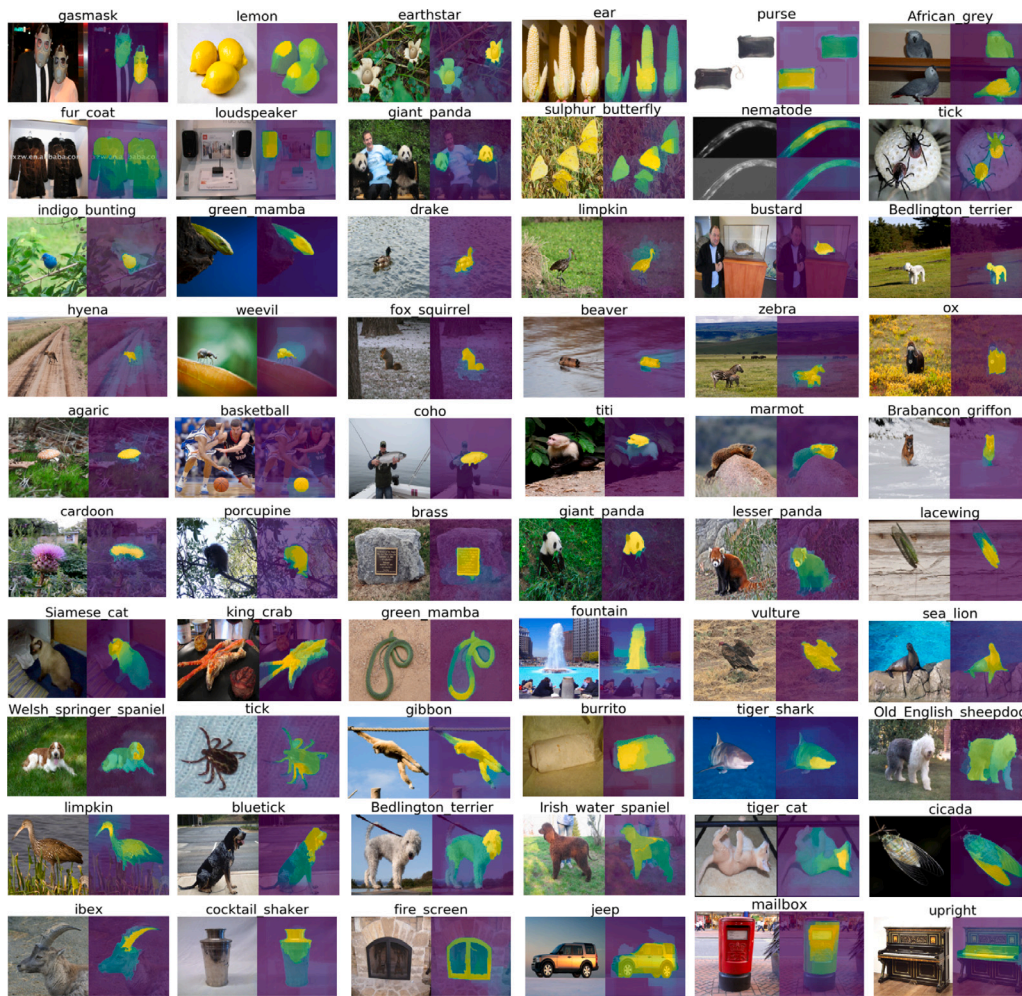 gasmask lemon earthstar ear purse African_grey
fur_coat loudspeaker giant_panda sulphur_butterfly nematode tick
indigo_bunting green_mamba drake limpkin bustard Bedlington_terrier
hyena weevil fox_squirrel beaver zebra ox
agaric basketball coho titi marmot Brabancon_griffon
cardoon porcupine brass giant_panda lesser_panda lacewing
Siamese_cat king_crab green_mamba fountain vulture sea_lion
Welsh_springer_spaniel tick gibbon burrito tiger_shark Old_English_sheepdog
limpkin bluetick Bedlington_terrier Irish_water_spaniel tiger_cat cicada
ibex cocktail_shaker fire_screen jeep mailbox upright